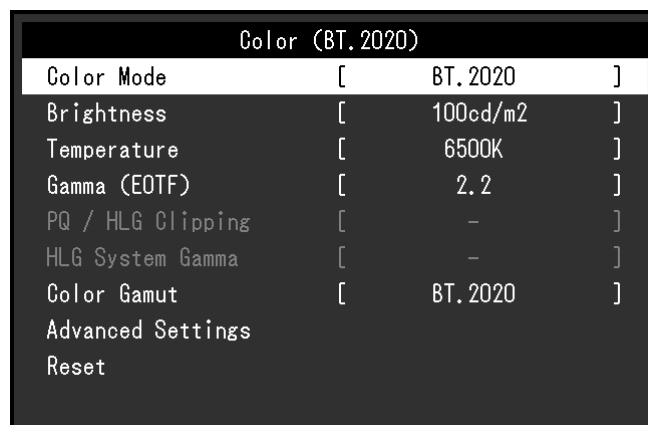 Color (BT.2020)
Color Mode [ BT.2020 ]
Brightness [ 100cd/m2 ]
Temperature [ 6500K ]
Gamma (EOTF) [ 2.2 ]
PQ / HLG Clipping [ – ]
HLG System Gamma [ – ]
Color Gamut [ BT.2020 ]
Advanced Settings
Reset